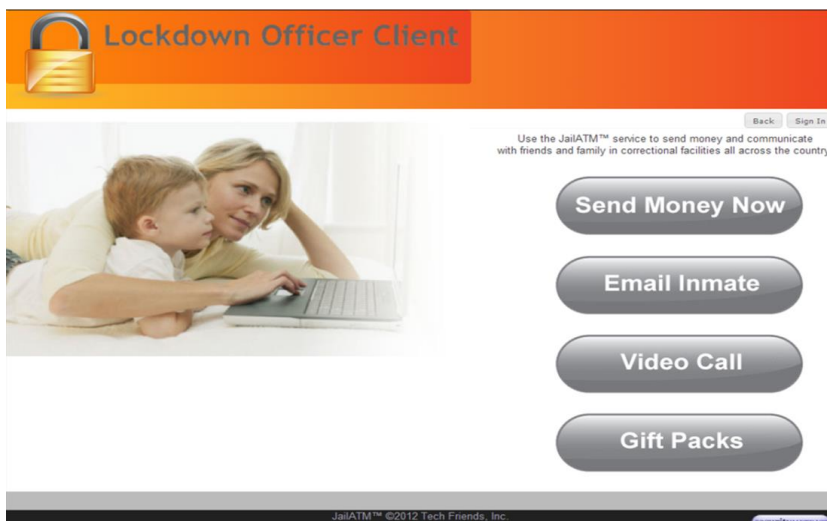 Lockdown Officer Client
Back Sign In
Use the JailATM™ service to send money and communicate
with friends and family in correctional facilities all across the country
Send Money Now
Email Inmate
Video Call
Gift Packs
JailATM™ ©2012 Tech Friends, Inc.